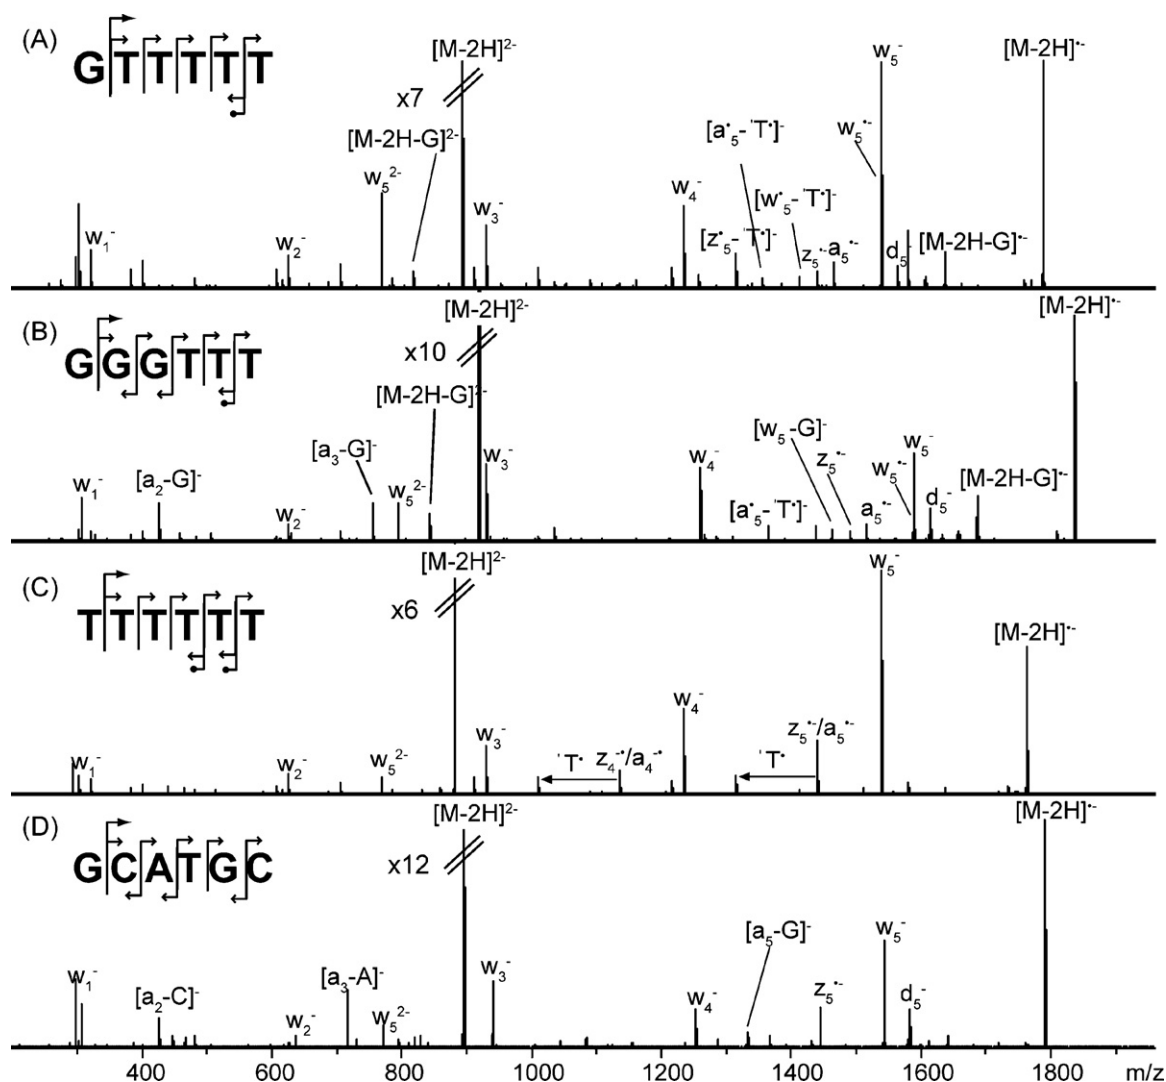 (A)
GTTTTT
[M-2H]²⁻
x7
[M-2H-G]²⁻
w₁⁻
w₂⁻
w₅²⁻
w₃⁻
w₄⁻
[z•₅-'T•]⁻
[a•₅-'T•]⁻
[w•₅-'T•]⁻
z₅•⁻
a₅•⁻
w₅•⁻
w₅⁻
d₅⁻
[M-2H-G]•⁻
[M-2H]•⁻
(B)
GGGTTT
[M-2H]²⁻
x10
[M-2H-G]²⁻
w₁⁻
[a₂-G]⁻
w₂⁻
[a₃-G]⁻
w₅²⁻
w₃⁻
w₄⁻
[a•₅-'T•]⁻
[w₅-G]⁻
z₅•⁻
a₅•⁻
w₅•⁻
w₅⁻
d₅⁻
[M-2H-G]•⁻
[M-2H]•⁻
(C)
TTTTTT
[M-2H]²⁻
x6
w₁⁻
w₂⁻
w₅²⁻
w₃⁻
'T•
z₄⁻•/a₄⁻•
w₄⁻
'T•
z₅•⁻/a₅•⁻
w₅⁻
[M-2H]•⁻
(D)
GCATGC
[M-2H]²⁻
x12
w₁⁻
[a₂-C]⁻
w₂⁻
[a₃-A]⁻
w₅²⁻
w₃⁻
w₄⁻
[a₅-G]⁻
z₅•⁻
w₅⁻
d₅⁻
[M-2H]•⁻
400 600 800 1000 1200 1400 1600 1800 m/z